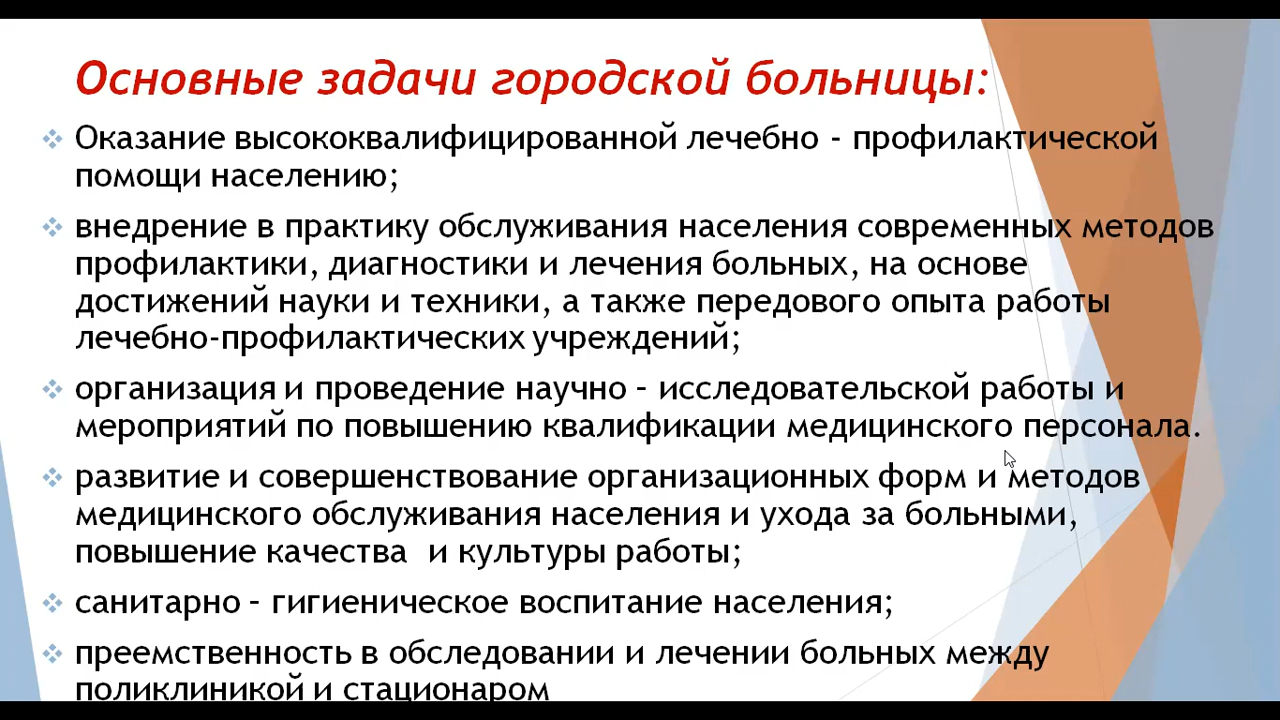 Основные задачи городской больницы:
Оказание высококвалифицированной лечебно - профилактической
помощи населению;
внедрение в практику обслуживания населения современных методов
профилактики, диагностики и лечения больных, на основе
достижений науки и техники, а также передового опыта работы
лечебно-профилактических учреждений;
организация и проведение научно – исследовательской работы и
мероприятий по повышению квалификации медицинского персонала.
развитие и совершенствование организационных форм и методов
медицинского обслуживания населения и ухода за больными,
повышение качества  и культуры работы;
санитарно – гигиеническое воспитание населения;
преемственность в обследовании и лечении больных между
поликлиникой и стационаром